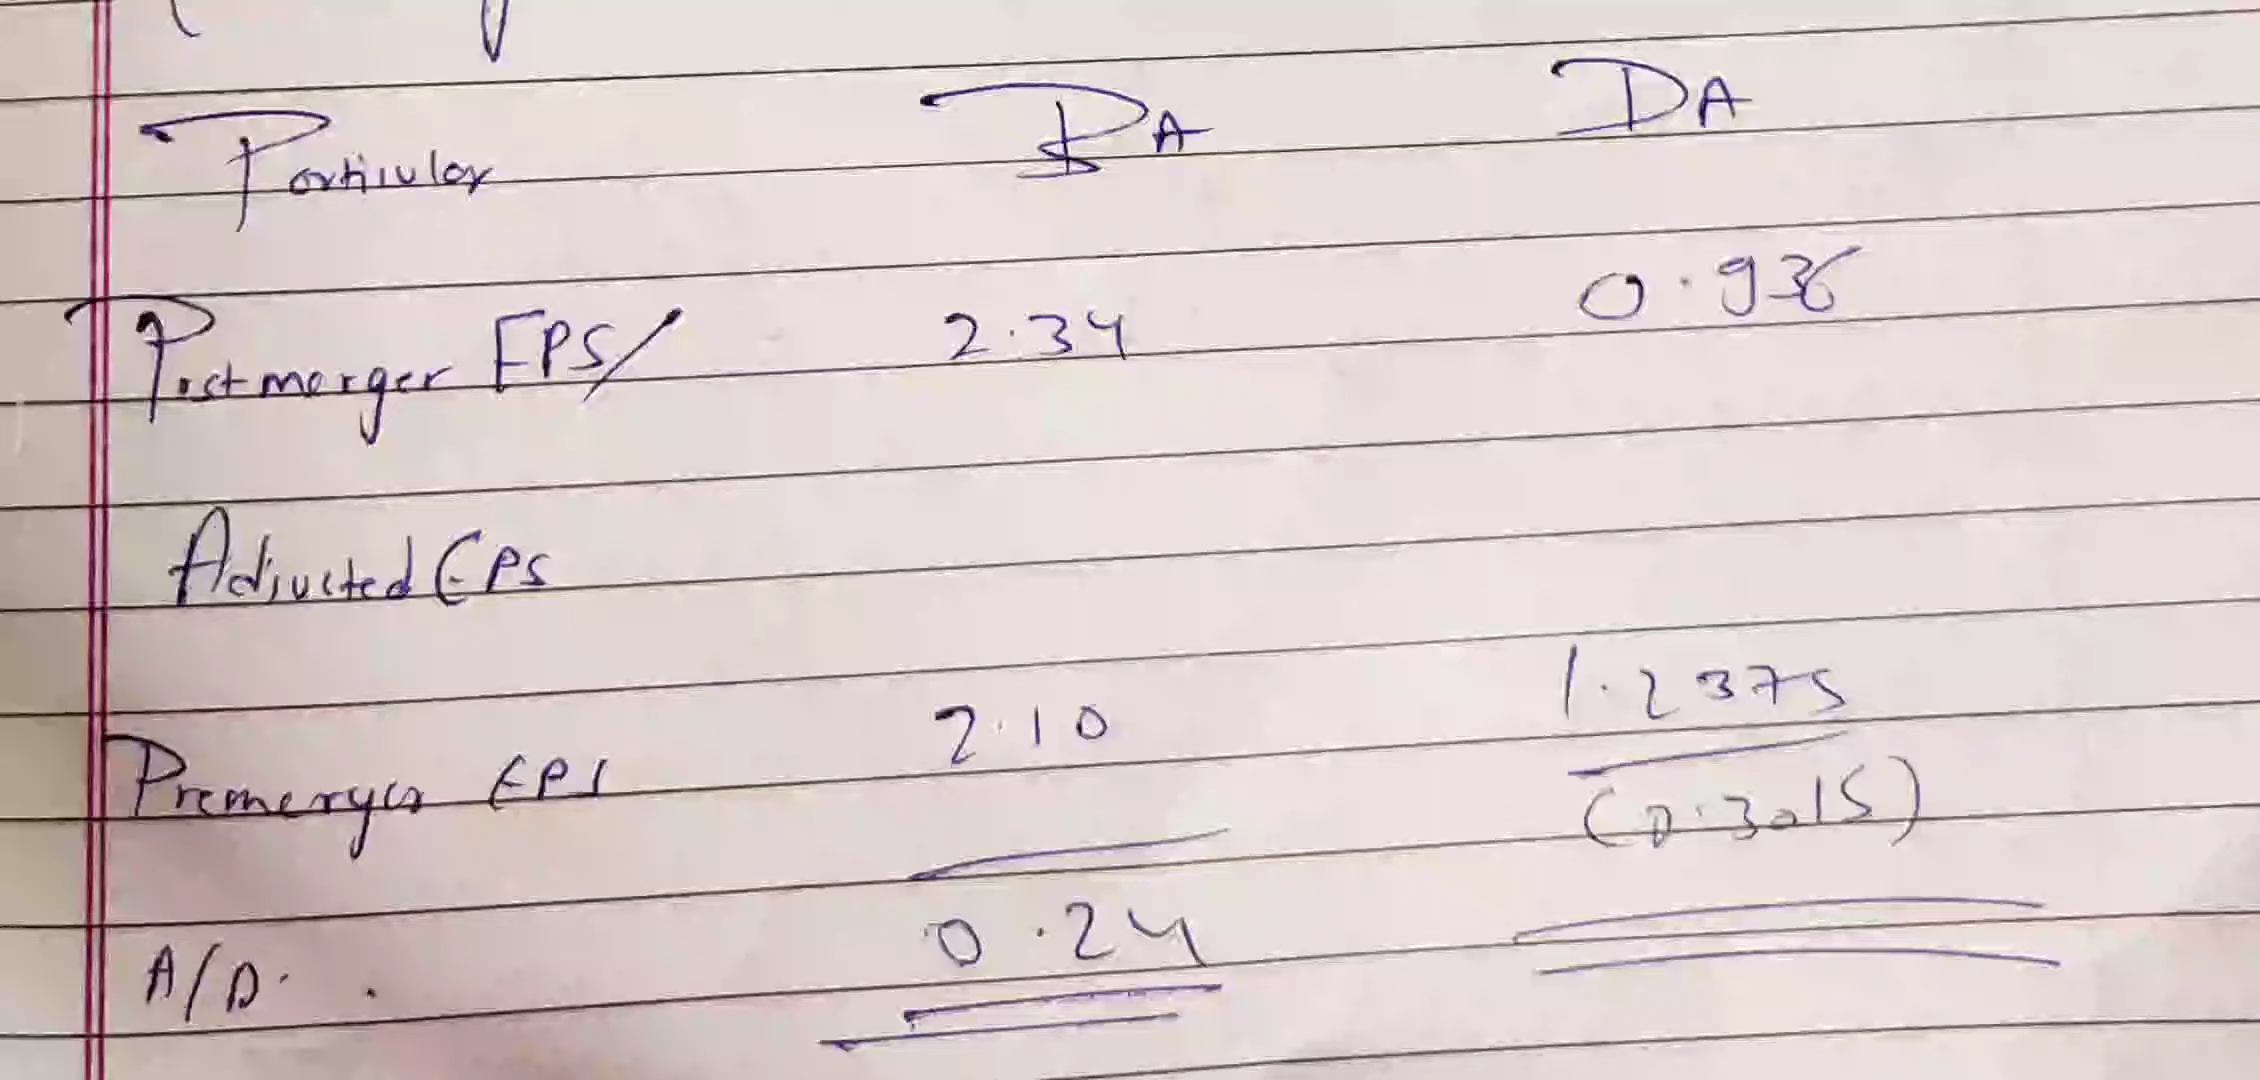 Particular BA DA
Postmerger EPS/ 2.34 0.936
Adjusted EPS
Premerger EPS 2.10 1.2375
(0.3015)
A/D. 0.24